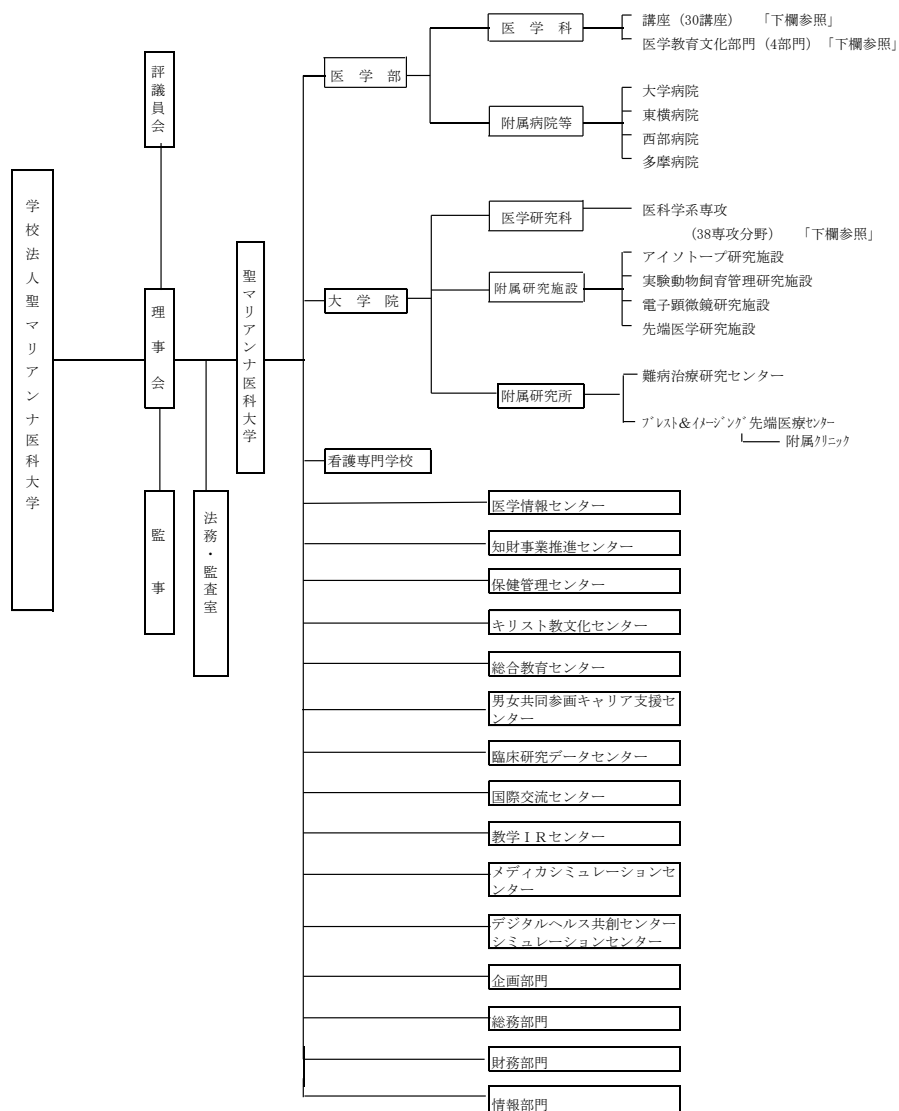 学校法人聖マリアンナ医科大学
評議員会
理事会
監事
法務・監査室
聖マリアンナ医科大学
医学部
医学科
講座（30講座）　「下欄参照」
医学教育文化部門（4部門）「下欄参照」
附属病院等
大学病院
東横病院
西部病院
多摩病院
大学院
医学研究科
医科学系専攻
（38専攻分野）　「下欄参照」
附属研究施設
アイソトープ研究施設
実験動物飼育管理研究施設
電子顕微鏡研究施設
先端医学研究施設
附属研究所
難病治療研究センター
ﾌﾞﾚｽﾄ&ｲﾒｰｼﾞﾝｸﾞ先端医療ｾﾝﾀｰ
附属ｸﾘﾆｯｸ
看護専門学校
医学情報センター
知財事業推進センター
保健管理センター
キリスト教文化センター
総合教育センター
男女共同参画キャリア支援セ
ンター
臨床研究データセンター
国際交流センター
教学ＩＲセンター
メディカシミュレーションセ
ンター
デジタルヘルス共創センター
シミュレーションセンター
企画部門
総務部門
財務部門
情報部門